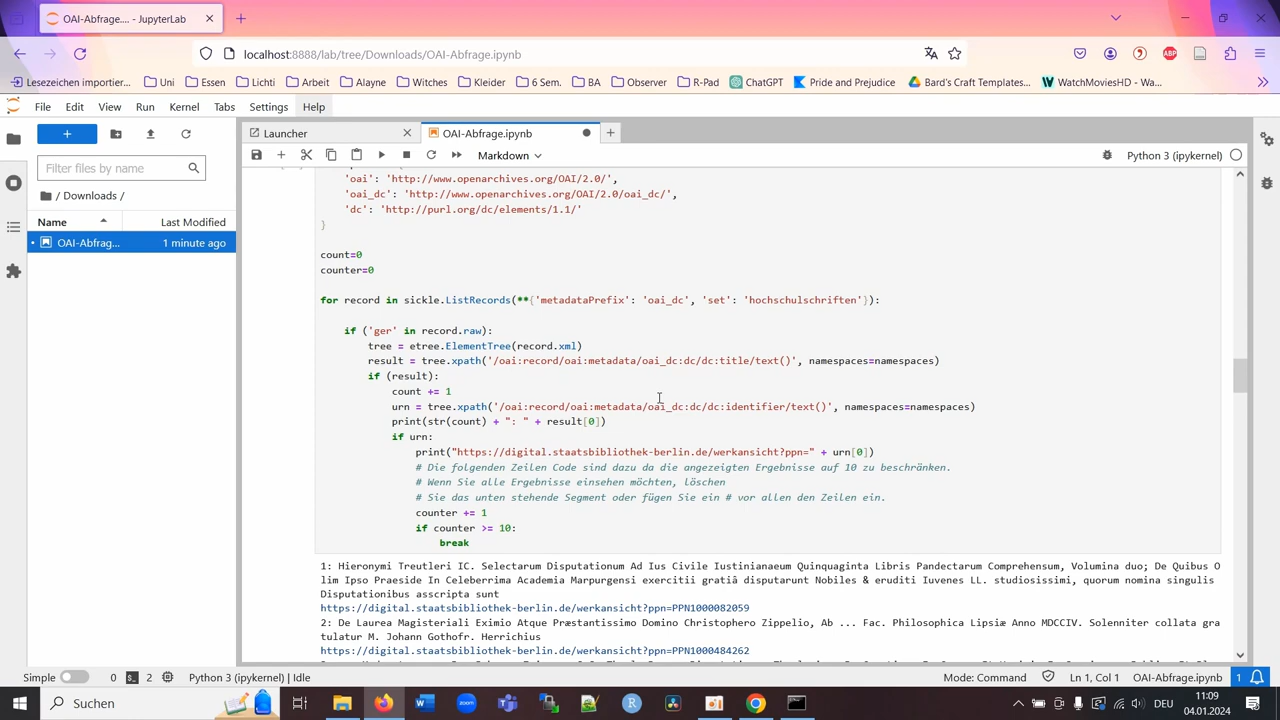 OAI-Abfrage.... - JupyterLab
localhost:8888/lab/tree/Downloads/OAI-Abfrage.ipynb
Lesezeichen importier... Uni Essen Lichti Arbeit Alayne Witches Kleider 6 Sem. BA Observer R-Pad ChatGPT Pride and Prejudice Bard's Craft Templates... WatchMoviesHD - Wa...
File Edit View Run Kernel Tabs Settings Help
Launcher OAI-Abfrage.ipynb
Markdown Python 3 (ipykernel)
Filter files by name
/ Downloads /
Name Last Modified
OAI-Abfrag... 1 minute ago
'oai': 'http://www.openarchives.org/OAI/2.0/',
'oai_dc': 'http://www.openarchives.org/OAI/2.0/oai_dc/',
'dc': 'http://purl.org/dc/elements/1.1/'
}
count=0
counter=0
for record in sickle.ListRecords(**{'metadataPrefix': 'oai_dc', 'set': 'hochschulschriften'}):
if ('ger' in record.raw):
tree = etree.ElementTree(record.xml)
result = tree.xpath('/oai:record/oai:metadata/oai_dc:dc/dc:title/text()', namespaces=namespaces)
if (result):
count += 1
urn = tree.xpath('/oai:record/oai:metadata/oai_dc:dc/dc:identifier/text()', namespaces=namespaces)
print(str(count) + ": " + result[0])
if urn:
print("https://digital.staatsbibliothek-berlin.de/werkansicht?ppn=" + urn[0])
# Die folgenden Zeilen Code sind dazu da die angezeigten Ergebnisse auf 10 zu beschränken.
# Wenn Sie alle Ergebnisse einsehen möchten, löschen
# Sie das unten stehende Segment oder fügen Sie ein # vor allen den Zeilen ein.
counter += 1
if counter >= 10:
break
1: Hieronymi Treutleri IC. Selectarum Disputationum Ad Ius Civile Iustinianaeum Quinquaginta Libris Pandectarum Comprehensum, Volumina duo; De Quibus O
lim Ipso Praeside In Celeberrima Academia Marpurgensi exercitii gratiâ disputarunt Nobiles & eruditi Iuvenes LL. studiosissimi, quorum nomina singulis
Disputationibus asscripta sunt
https://digital.staatsbibliothek-berlin.de/werkansicht?ppn=PPN1000082059
2: De Laurea Magisteriali Eximio Atque Præstantissimo Domino Christophero Zippelio, Ab ... Fac. Philosophica Lipsiæ Anno MDCCIV. Solenniter collata gra
tulatur M. Johann Gothofr. Herrichius
https://digital.staatsbibliothek-berlin.de/werkansicht?ppn=PPN1000484262
Simple 0 2 Python 3 (ipykernel) | Idle Mode: Command Ln 1, Col 1 OAI-Abfrage.ipynb 1
Suchen DEU 11:09
04.01.2024